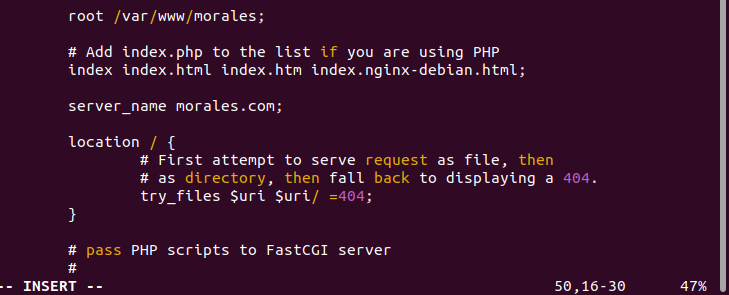 root /var/www/morales;
# Add index.php to the list if you are using PHP
index index.html index.htm index.nginx-debian.html;
server_name morales.com;
location / {
# First attempt to serve request as file, then
# as directory, then fall back to displaying a 404.
try_files $uri $uri/ =404;
}
# pass PHP scripts to FastCGI server
#
-- INSERT -- 50,16-30 47%